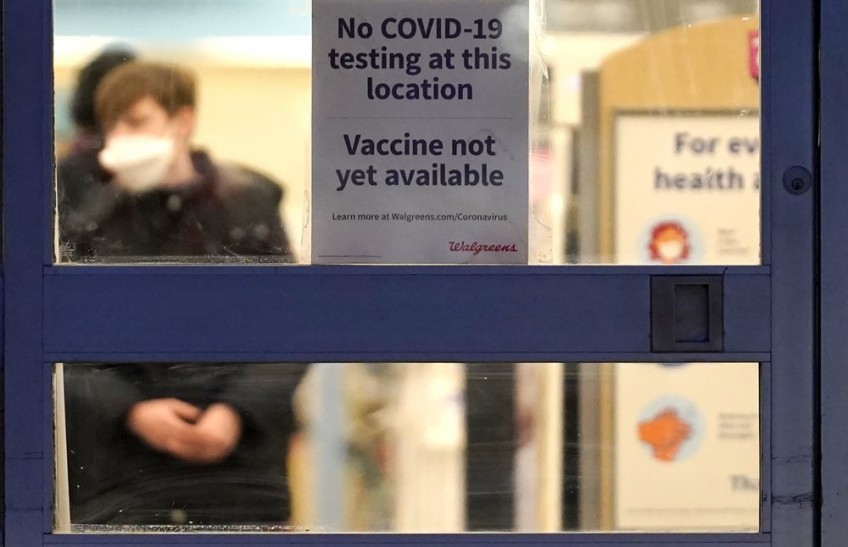 No COVID-19
testing at this
location
Vaccine not
yet available
Learn more at Walgreens.com/Coronavirus
Walgreens
For ev
health a